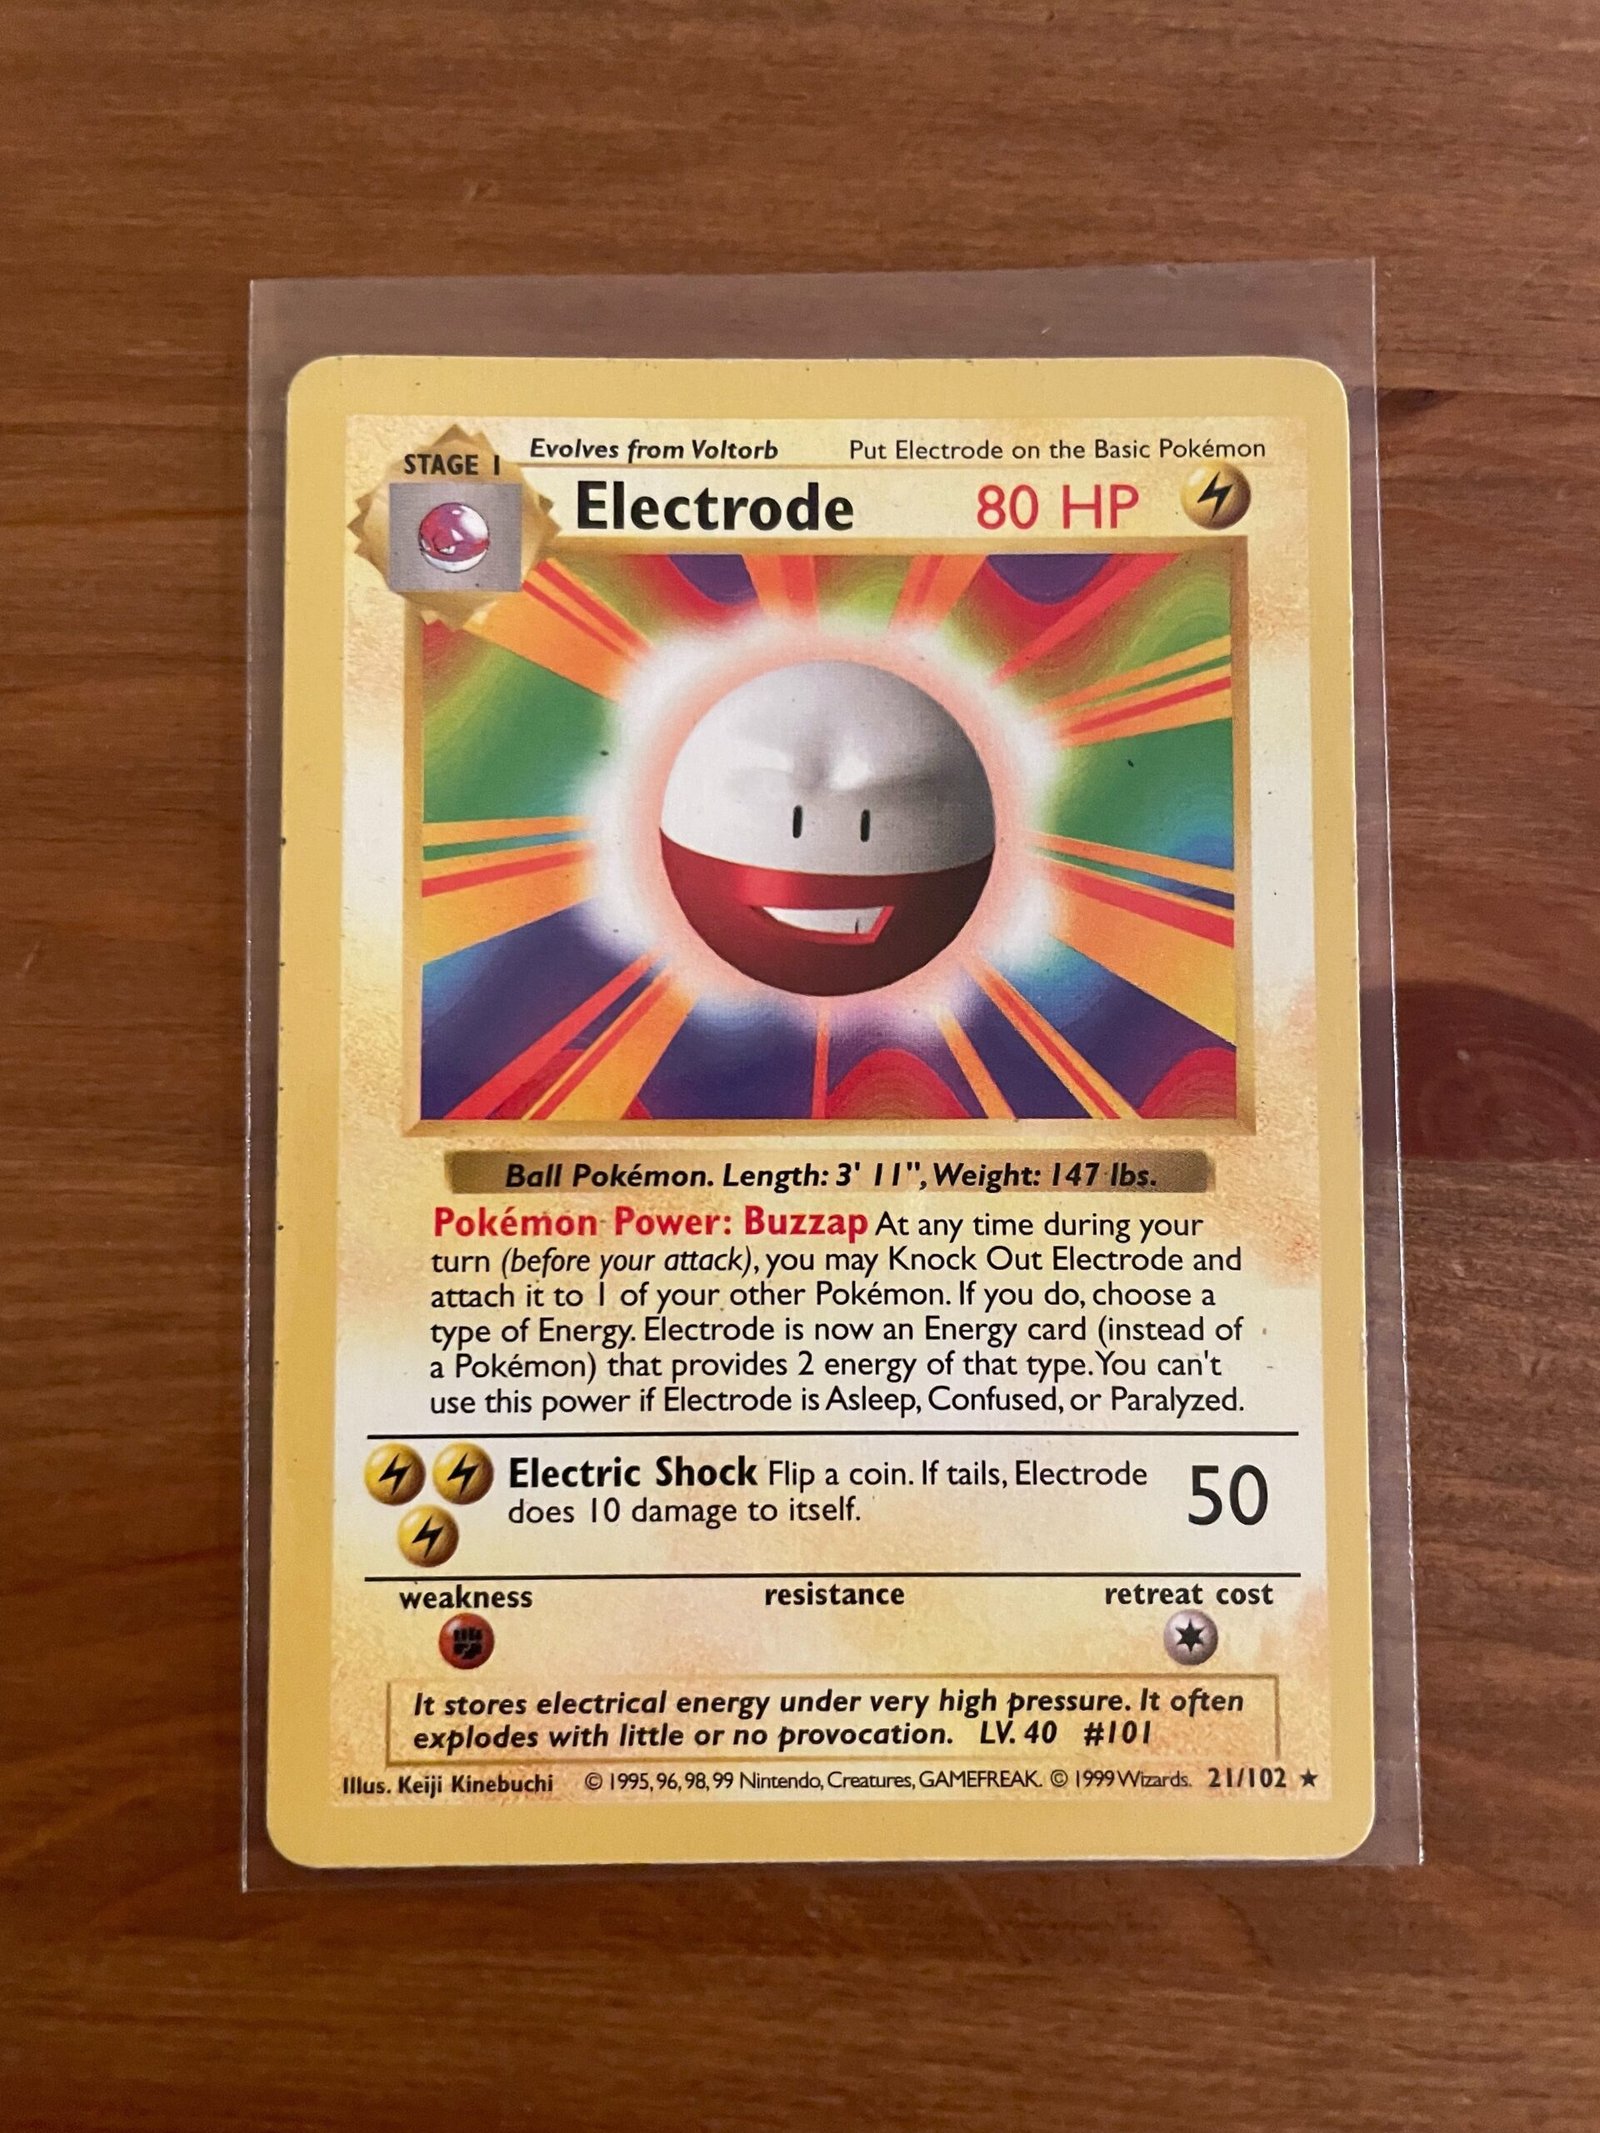 Evolves from Voltorb Put Electrode on the Basic Pokémon
STAGE 1
Electrode 80 HP
Ball Pokémon. Length: 3' 11", Weight: 147 lbs.
Pokémon Power: Buzzap At any time during your
turn (before your attack), you may Knock Out Electrode and
attach it to 1 of your other Pokémon. If you do, choose a
type of Energy. Electrode is now an Energy card (instead of
a Pokémon) that provides 2 energy of that type. You can't
use this power if Electrode is Asleep, Confused, or Paralyzed.
Electric Shock Flip a coin. If tails, Electrode
does 10 damage to itself.
50
weakness resistance retreat cost
It stores electrical energy under very high pressure. It often
explodes with little or no provocation. LV. 40 #101
Illus. Keiji Kinebuchi © 1995, 96, 98, 99 Nintendo, Creatures, GAMEFREAK. © 1999 Wizards. 21/102 ★